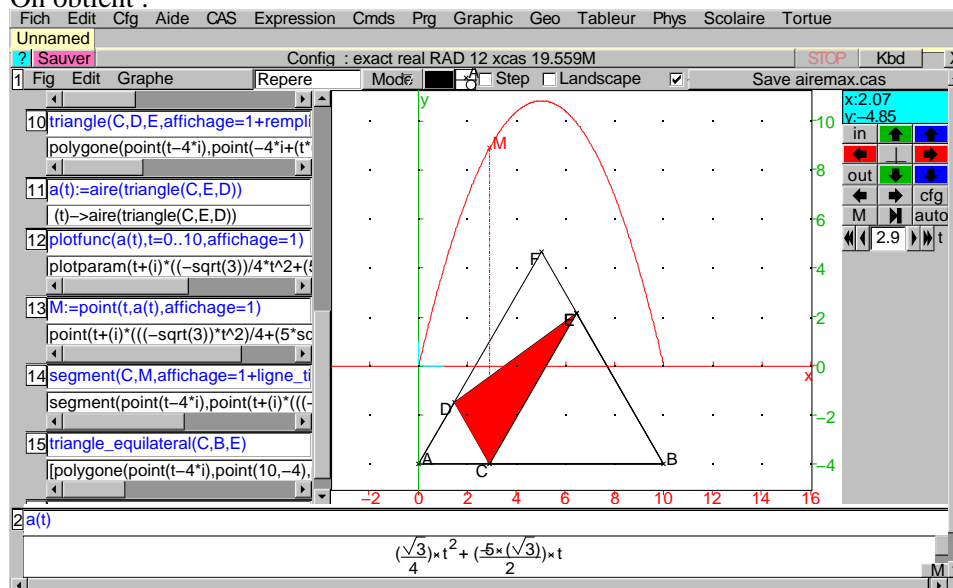 On obtient :
Fich Edit Cfg Aide CAS Expression Cmds Prg Graphic Geo Tableur Phys Scolaire Tortue
Unnamed
? Sauver Config : exact real RAD 12 xcas 19.559M STOP Kbd X
1 Fig Edit Graphe Repere Mode Step Landscape Save airemax.cas
10 triangle(C,D,E,affichage=1+rempli
polygone(point(t−4*i),point(−4*i+(t*
11 a(t):=aire(triangle(C,E,D))
(t)−>aire(triangle(C,E,D))
12 plotfunc(a(t),t=0..10,affichage=1)
plotparam(t+(i)*((−sqrt(3))/4*t^2+(5
13 M:=point(t,a(t),affichage=1)
point(t+(i)*(((−sqrt(3))*t^2)/4+(5*sq
14 segment(C,M,affichage=1+ligne_ti
segment(point(t−4*i),point(t+(i)*(((−
15 triangle_equilateral(C,B,E)
[polygone(point(t−4*i),point(10,−4),
y
10
8
6
4
2
0
−2
−4
x
−2 0 2 4 6 8 10 12 14 16
M
F
E
D
A
C
B
x:2.07
y:−4.85
in
out
cfg
M auto
2.9 t
2 a(t)
(√3/4)*t^2+(-5*(√3)/2)*t
M